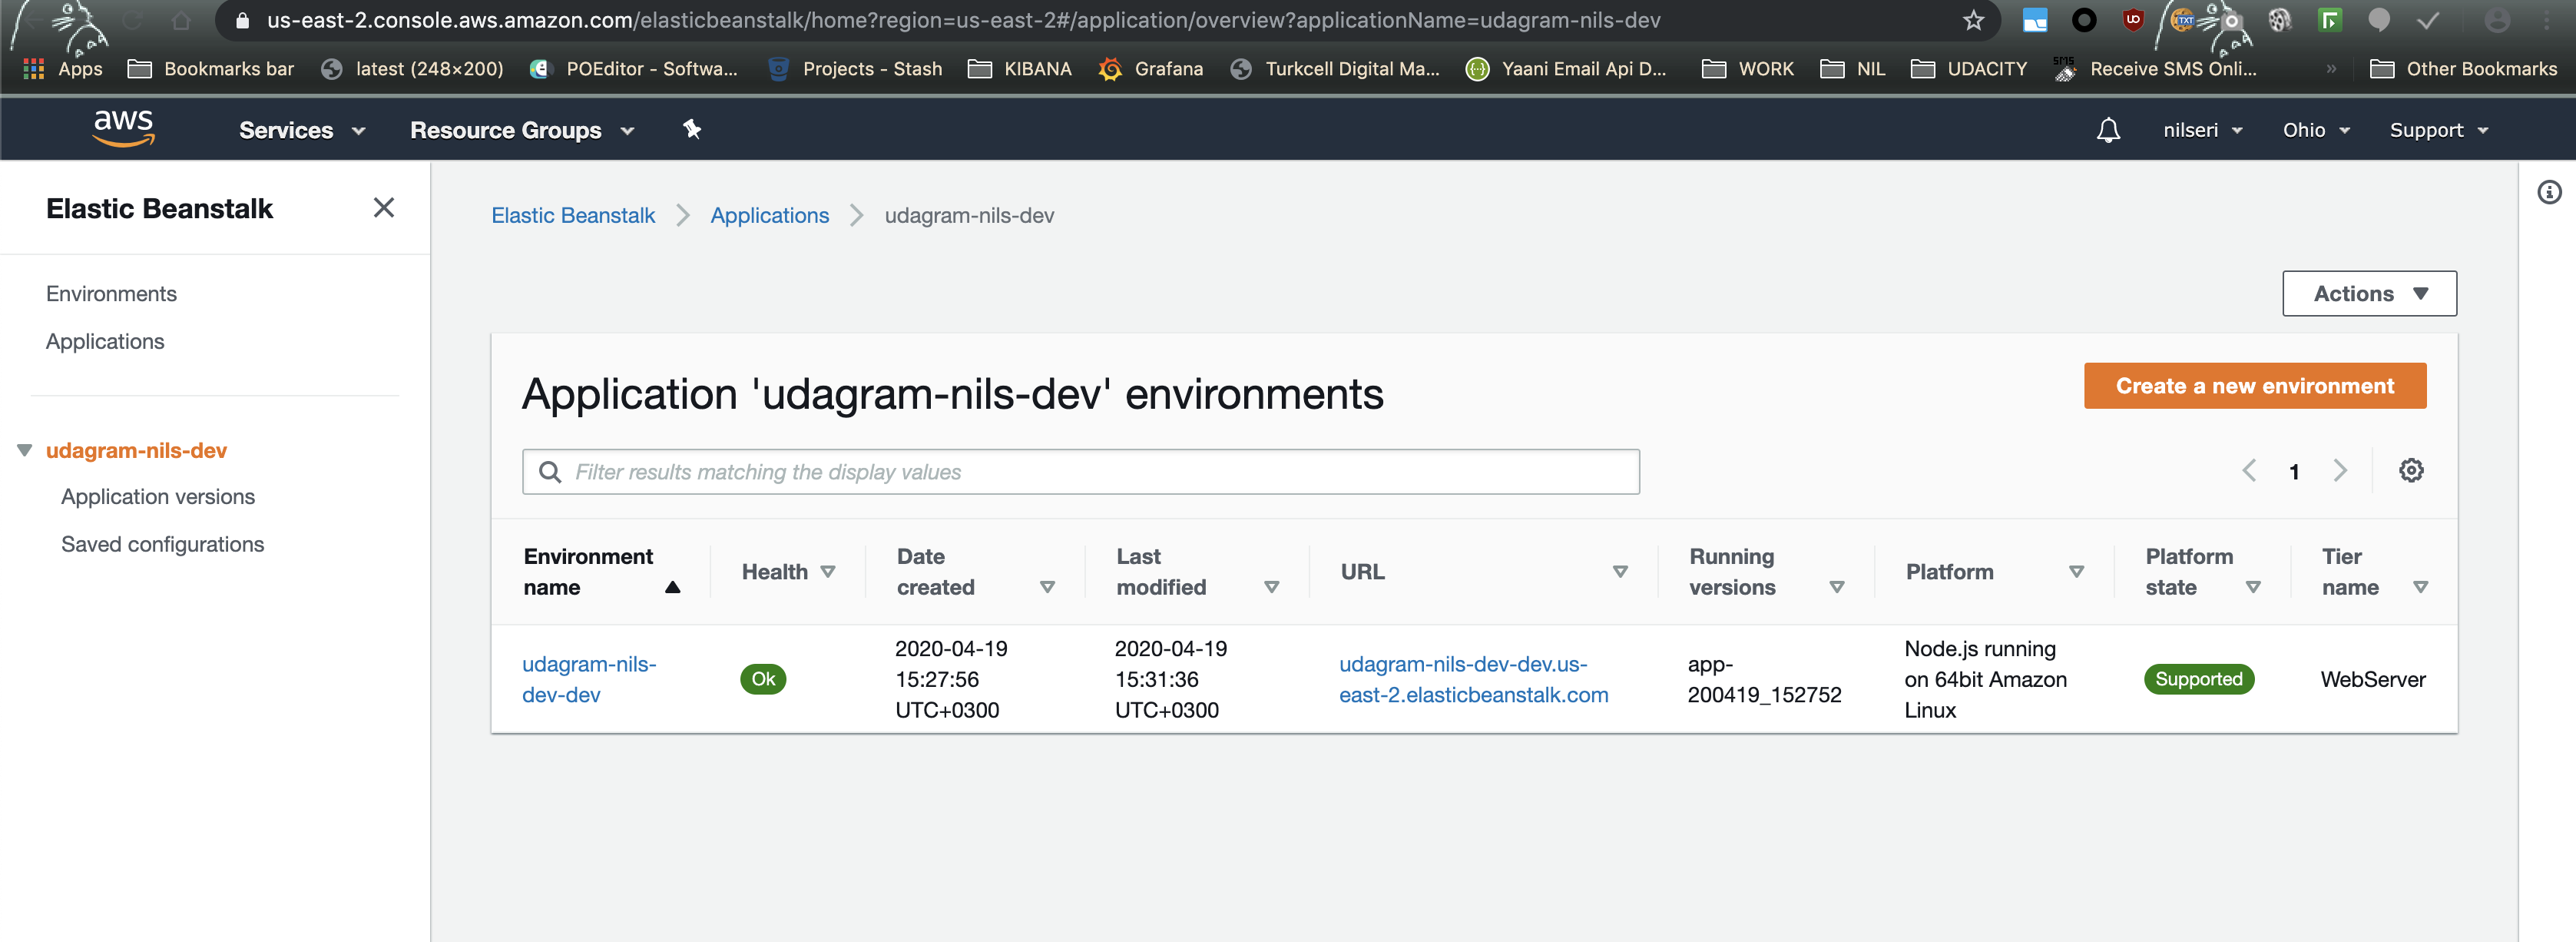 us-east-2.console.aws.amazon.com/elasticbeanstalk/home?region=us-east-2#/application/overview?applicationName=udagram-nils-dev
Apps Bookmarks bar latest (248×200) POEditor - Softwa... Projects - Stash KIBANA Grafana Turkcell Digital Ma... Yaani Email Api D... WORK NIL UDACITY Receive SMS Onli... » Other Bookmarks
aws Services Resource Groups nilseri Ohio Support
Elastic Beanstalk
Environments
Applications
udagram-nils-dev
Application versions
Saved configurations
Elastic Beanstalk Applications udagram-nils-dev
Actions
Application 'udagram-nils-dev' environments
Create a new environment
Filter results matching the display values
1
Environment name
Health
Date created
Last modified
URL
Running versions
Platform
Platform state
Tier name
udagram-nils-
dev-dev
Ok
2020-04-19
15:27:56
UTC+0300
2020-04-19
15:31:36
UTC+0300
udagram-nils-dev-dev.us-
east-2.elasticbeanstalk.com
app-
200419_152752
Node.js running
on 64bit Amazon
Linux
Supported
WebServer